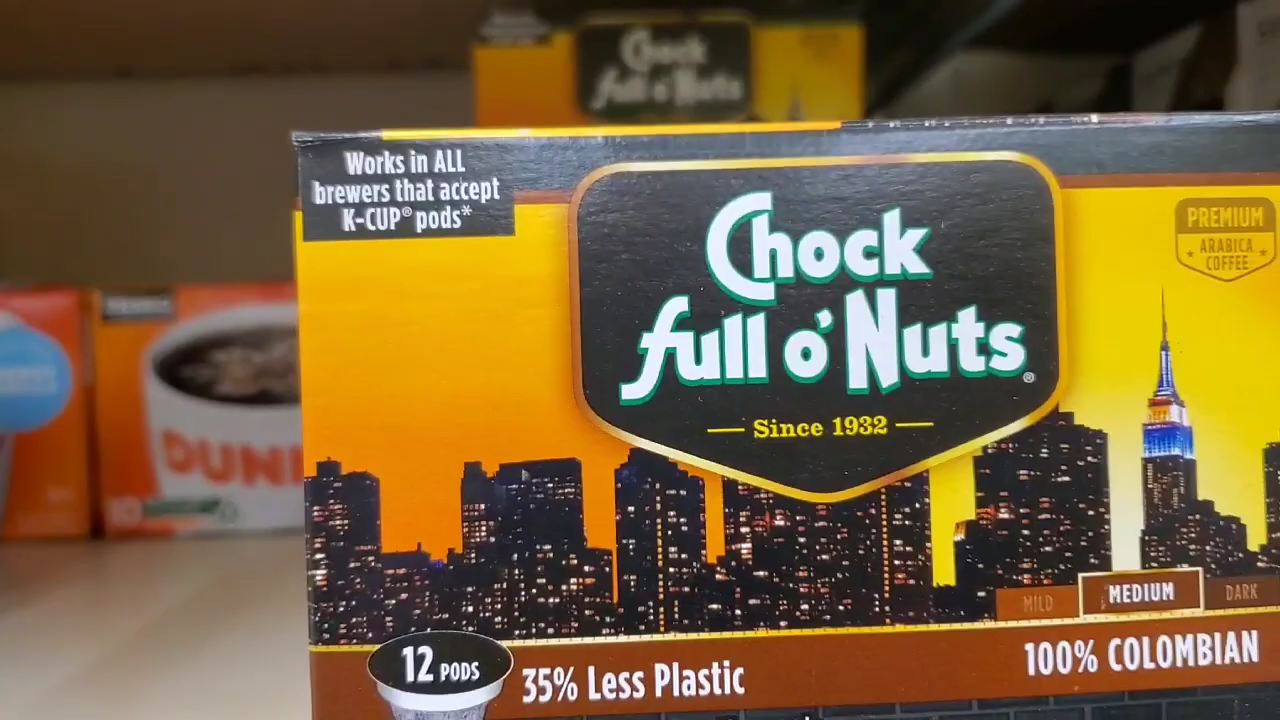 Chock
full o' Nuts
Works in ALL
brewers that accept
K-CUP® pods*
Chock
full o' Nuts®
Since 1932
PREMIUM
ARABICA
COFFEE
DUN
MILD
MEDIUM
DARK
12 PODS
35% Less Plastic
100% COLOMBIAN